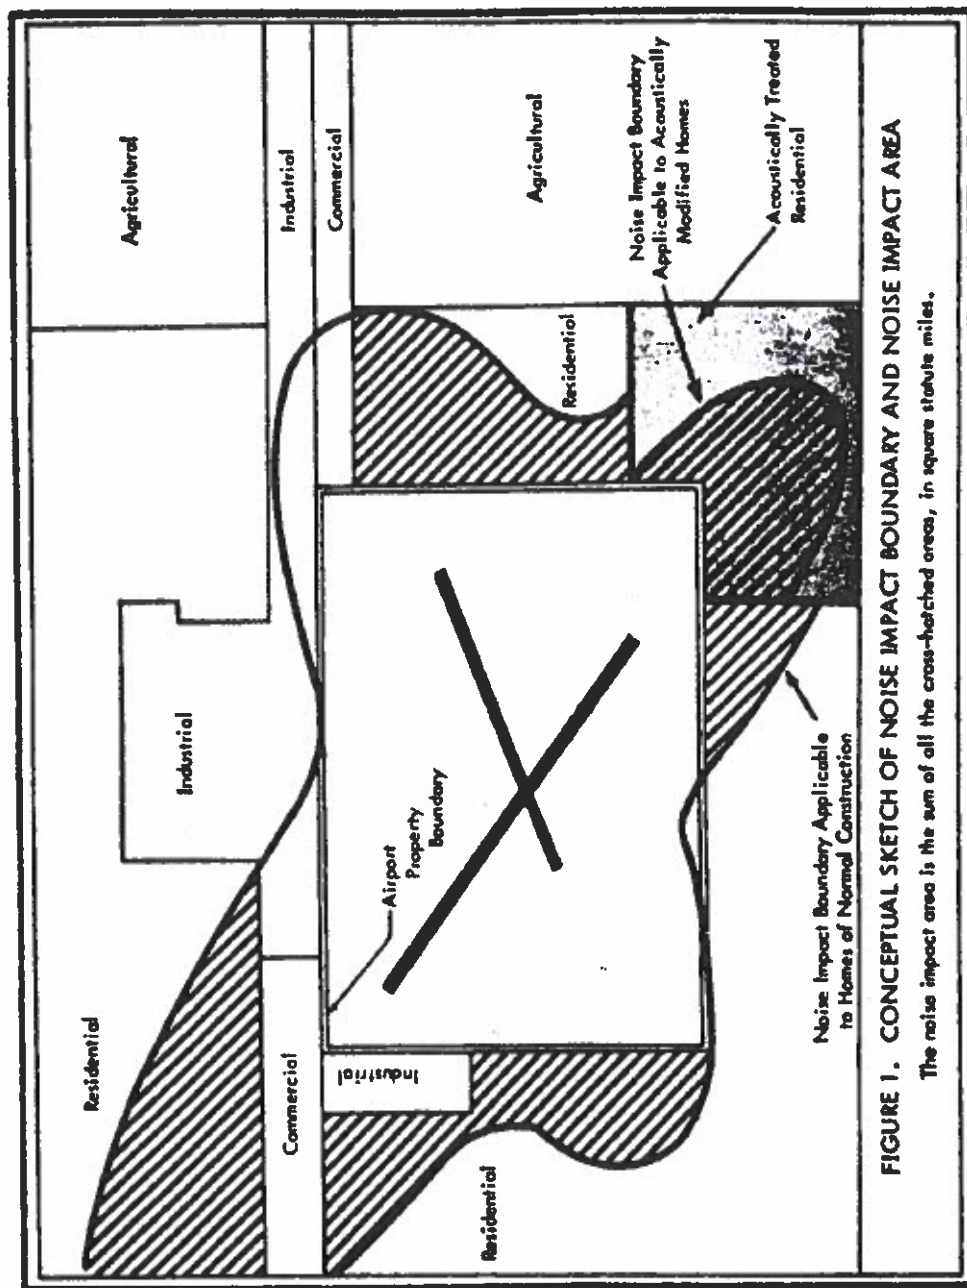 Agricultural
Industrial
Commercial
Agricultural
Residential
Industrial
Commercial
Industrial
Airport
Property
Boundary
Residential
Residential
Noise Impact Boundary
Applicable to Acoustically
Modified Homes
Acoustically Treated
Residential
Noise Impact Boundary Applicable
to Homes of Normal Construction
FIGURE 1. CONCEPTUAL SKETCH OF NOISE IMPACT BOUNDARY AND NOISE IMPACT AREA
The noise impact area is the sum of all the cross-hatched areas, in square statute miles.